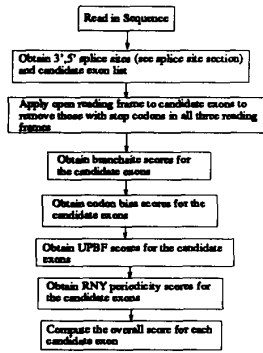 Read in Sequence
Obtain 3',5' splice sites (see splice site section)
and candidate exon list
Apply open reading frame to candidate exons to
remove those with stop codons in all three reading
frames
Obtain branchsite scores for
the candidate exons
Obtain codon bias scores for the
candidate exons
Obtain UPBF scores for the candidate
exons
Obtain RNY periodicity scores for
the candidate exons
Compute the overall score for each
candidate exon